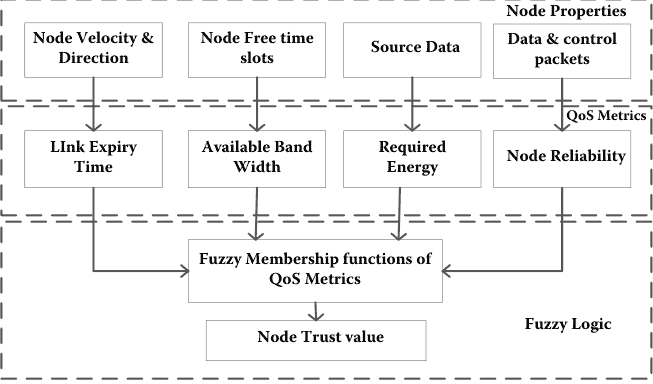 Node Properties
Node Velocity &
Direction
Node Free time
slots
Source Data
Data & control
packets
QoS Metrics
LInk Expiry
Time
Available Band
Width
Required
Energy
Node Reliability
Fuzzy Membership functions of
QoS Metrics
Node Trust value
Fuzzy Logic